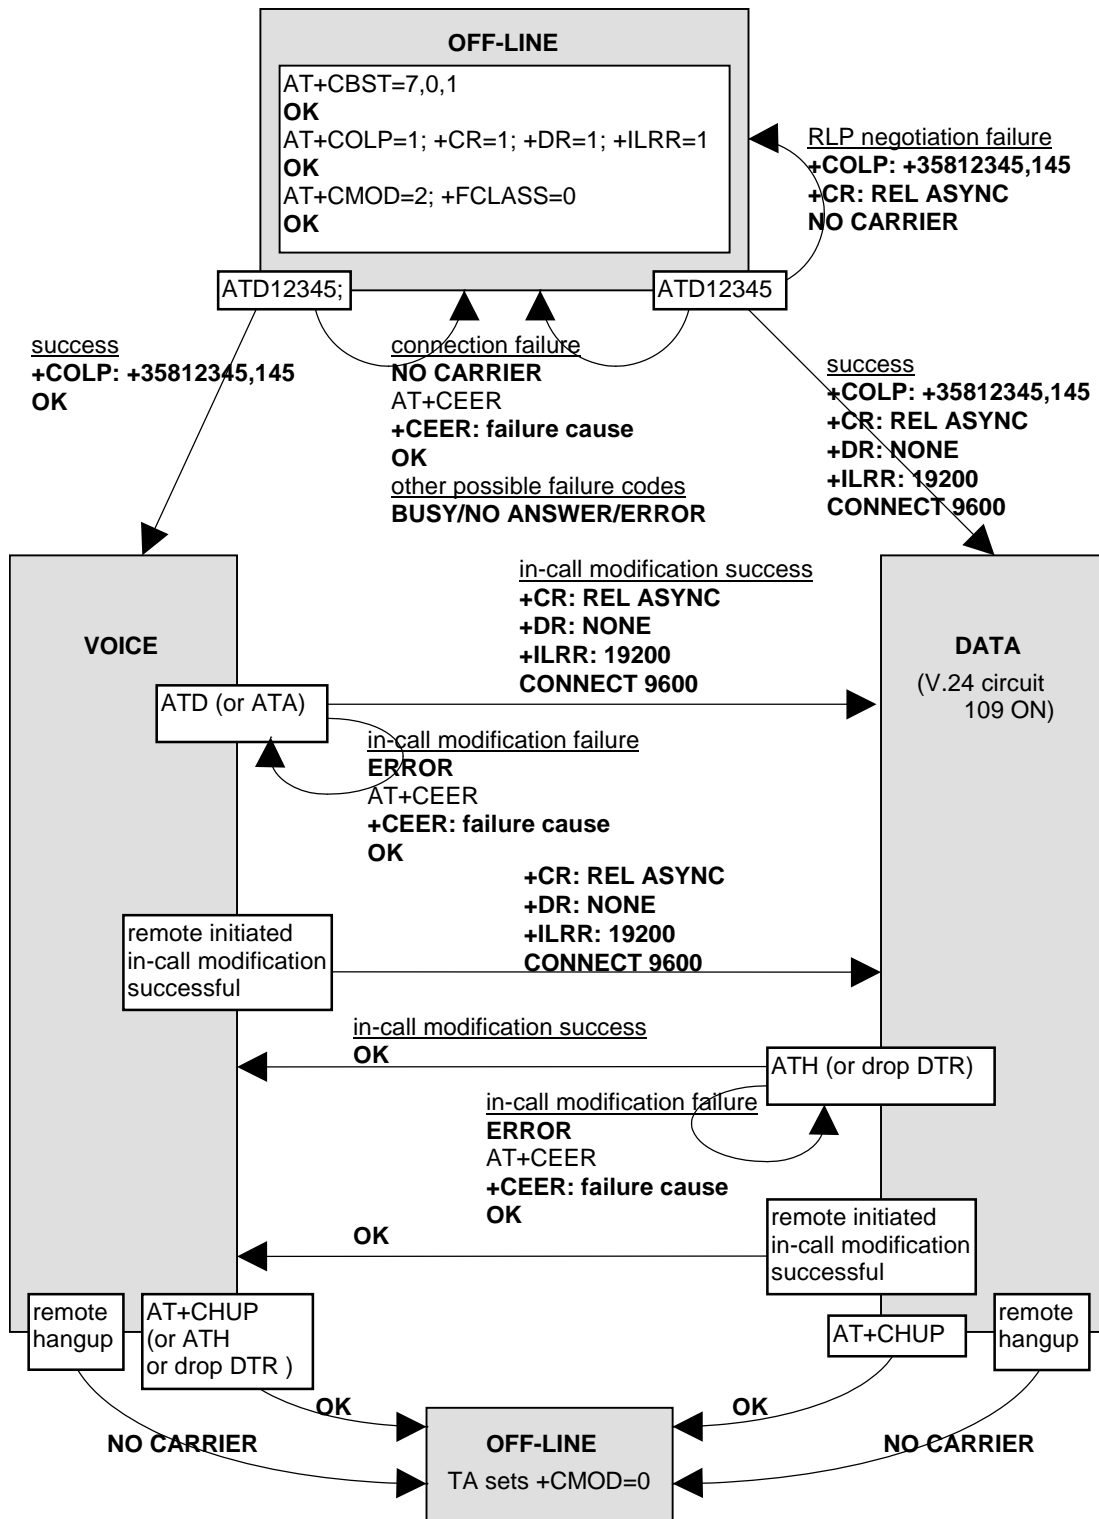 OFF-LINE
AT+CBST=7,0,1
OK
AT+COLP=1; +CR=1; +DR=1; +ILRR=1
OK
AT+CMOD=2; +FCLASS=0
OK
RLP negotiation failure
+COLP: +35812345,145
+CR: REL ASYNC
NO CARRIER
ATD12345;
ATD12345
success
+COLP: +35812345,145
OK
connection failure
NO CARRIER
AT+CEER
+CEER: failure cause
OK
other possible failure codes
BUSY/NO ANSWER/ERROR
success
+COLP: +35812345,145
+CR: REL ASYNC
+DR: NONE
+ILRR: 19200
CONNECT 9600
VOICE
in-call modification success
+CR: REL ASYNC
+DR: NONE
+ILRR: 19200
CONNECT 9600
DATA
(V.24 circuit
109 ON)
ATD (or ATA)
in-call modification failure
ERROR
AT+CEER
+CEER: failure cause
OK
+CR: REL ASYNC
+DR: NONE
+ILRR: 19200
CONNECT 9600
remote initiated
in-call modification
successful
in-call modification success
OK
ATH (or drop DTR)
in-call modification failure
ERROR
AT+CEER
+CEER: failure cause
OK
OK
remote initiated
in-call modification
successful
remote
hangup
AT+CHUP
(or ATH
or drop DTR )
AT+CHUP
remote
hangup
OK
OK
NO CARRIER
NO CARRIER
OFF-LINE
TA sets +CMOD=0